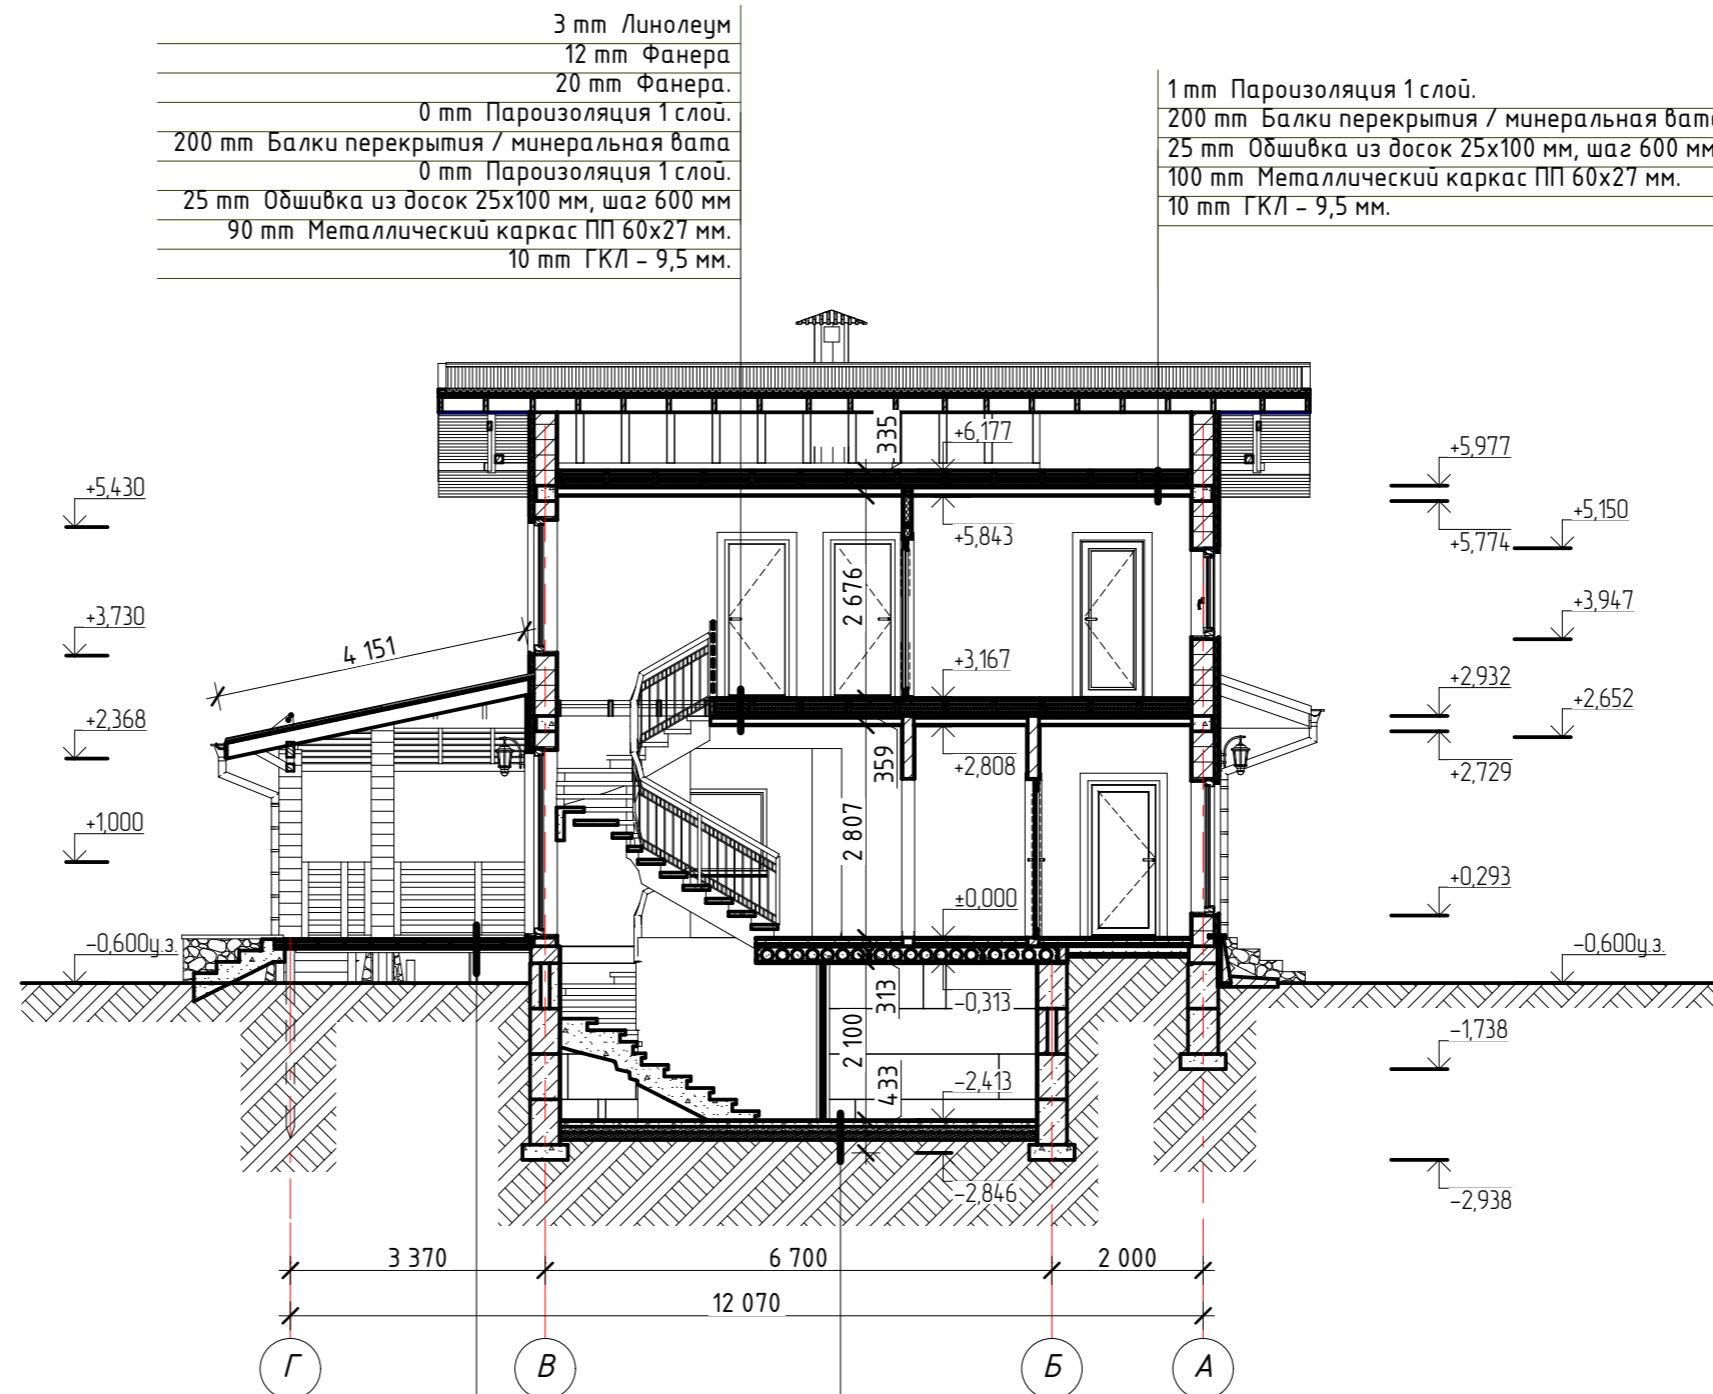 3 mm Линолеум
12 mm Фанера
20 mm Фанера.
0 mm Пароизоляция 1 слой.
200 mm Балки перекрытия / минеральная вата
0 mm Пароизоляция 1 слой.
25 mm Обшивка из досок 25х100 мм, шаг 600 мм
90 mm Металлический каркас ПП 60х27 мм.
10 mm ГКЛ – 9,5 мм.
1 mm Пароизоляция 1 слой.
200 mm Балки перекрытия / минеральная вата
25 mm Обшивка из досок 25х100 мм, шаг 600 мм
100 mm Металлический каркас ПП 60х27 мм.
10 mm ГКЛ – 9,5 мм.
335
+6,177
+5,977
+5,430
+5,150
+5,843
+5,774
2 676
+3,947
+3,730
4 151
+3,167
+2,932
+2,652
+2,368
359
+2,808
+2,729
+1,000
2 807
+0,293
±0,000
–0,600у.з.
–0,600у.з.
313
–0,313
2 100
–1,738
433
–2,413
–2,846
–2,938
3 370
6 700
2 000
12 070
Г
В
Б
А